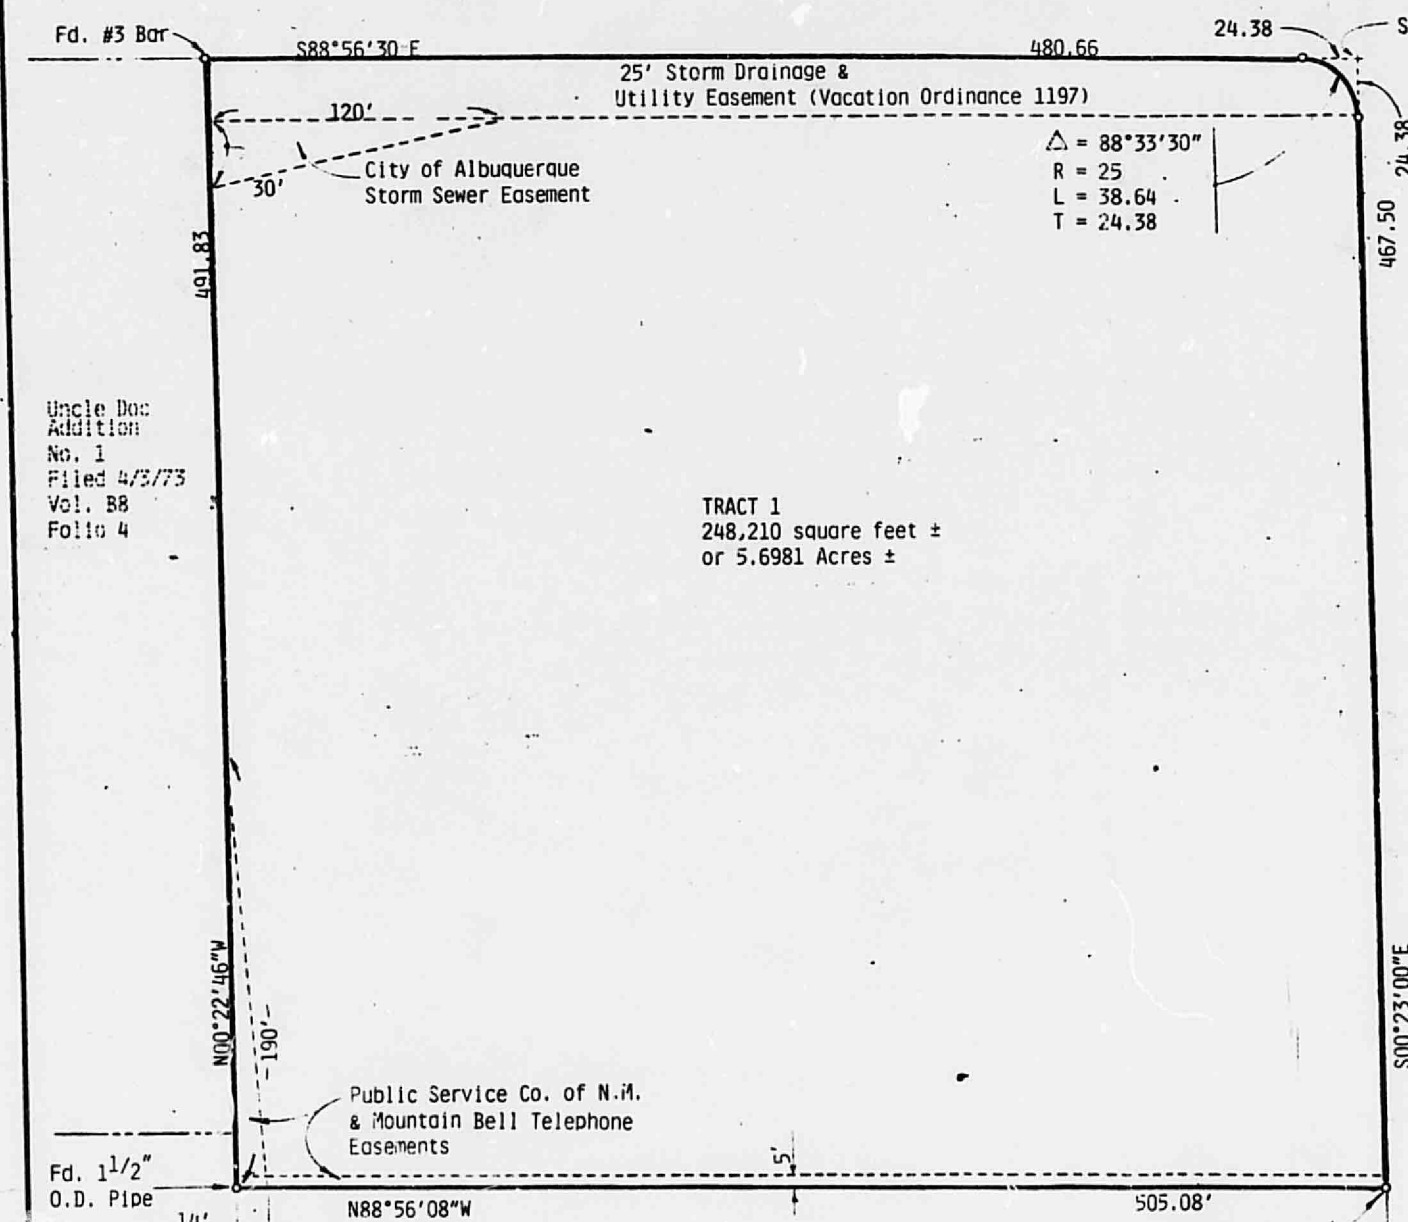 Fd. #3 Bar
S88°56'30 E
480.66
24.38
S
25' Storm Drainage &
Utility Easement (Vacation Ordinance 1197)
120'
City of Albuquerque
Storm Sewer Easement
30'
△ = 88°33'30"
R = 25
L = 38.64
T = 24.38
24.38
467.50
491.83
Uncle Doc
Addition
No. 1
Filed 4/3/73
Vol. B8
Folio 4
TRACT 1
248,210 square feet ±
or 5.6981 Acres ±
N00°22'46"W
190'
S00°23'00"E
Public Service Co. of N.M.
& Mountain Bell Telephone
Easements
5'
Fd. 1 1/2"
O.D. Pipe
N88°56'08"W
505.08'